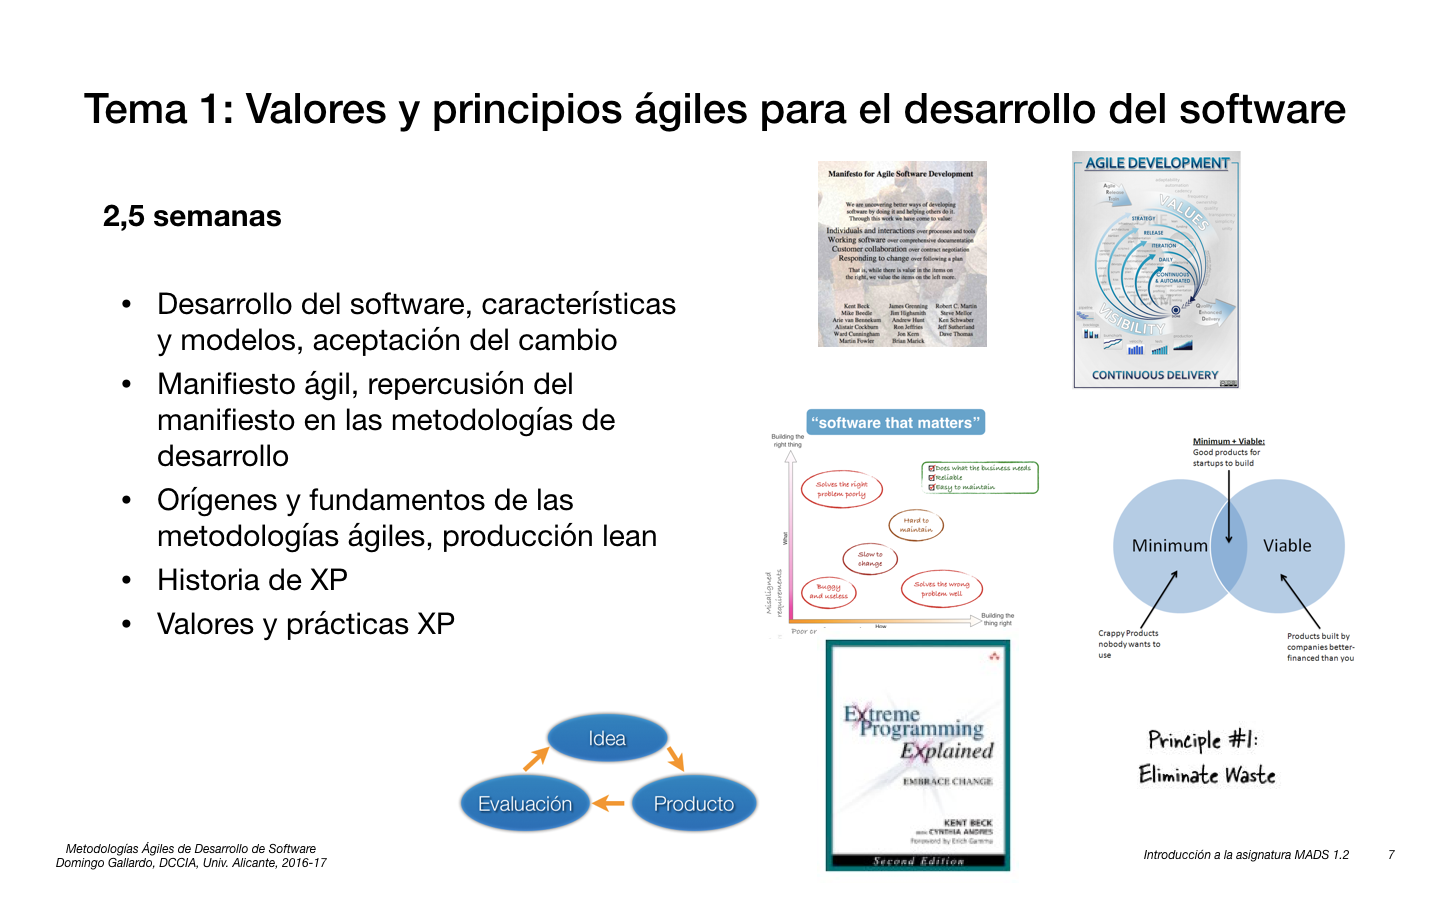 Tema 1: Valores y principios ágiles para el desarrollo del software
2,5 semanas
• Desarrollo del software, características
y modelos, aceptación del cambio
• Manifiesto ágil, repercusión del
manifiesto en las metodologías de
desarrollo
• Orígenes y fundamentos de las
metodologías ágiles, producción lean
• Historia de XP
• Valores y prácticas XP
Manifesto for Agile Software Development
We are uncovering better ways of developing
software by doing it and helping others do it.
Through this work we have come to value:
Individuals and interactions over processes and tools
Working software over comprehensive documentation
Customer collaboration over contract negotiation
Responding to change over following a plan
That is, while there is value in the items on
the right, we value the items on the left more.
Kent Beck James Grenning Robert C. Martin
Mike Beedle Jim Highsmith Steve Mellor
Arie van Bennekum Andrew Hunt Ken Schwaber
Alistair Cockburn Ron Jeffries Jeff Sutherland
Ward Cunningham Jon Kern Dave Thomas
Martin Fowler Brian Marick
AGILE DEVELOPMENT
VALUES
STRATEGY
RELEASE
ITERATION
DAILY
CONTINUOUS
& AUTOMATED
VISIBILITY
CONTINUOUS DELIVERY
“software that matters”
Building the
right thing
Does what the business needs
Reliable
Easy to maintain
Solves the right
problem poorly
Hard to
maintain
What
Slow to
change
Misaligned
requirements
Buggy
and useless
Solves the wrong
problem well
Building the
thing right
How
Poor or
Minimum + Viable:
Good products for
startups to build
Minimum
Viable
Crappy Products
nobody wants to
use
Products built by
companies better-
financed than you
Idea
Evaluación
Producto
Extreme
Programming
Explained
EMBRACE CHANGE
KENT BECK
WITH CYNTHIA ANDRES
Foreword by Erich Gamma
Second Edition
Principle #1:
Eliminate Waste
Metodologías Ágiles de Desarrollo de Software
Domingo Gallardo, DCCIA, Univ. Alicante, 2016-17
Introducción a la asignatura MADS 1.2
7